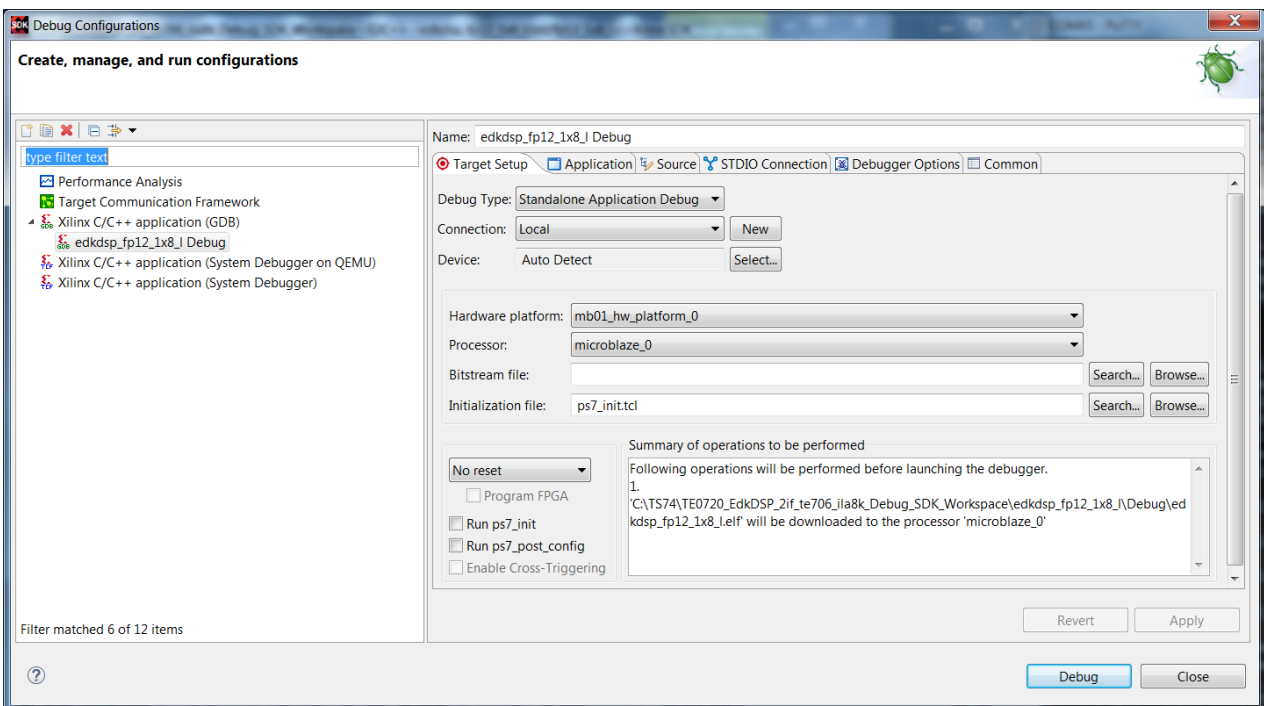 SDK Debug Configurations
Create, manage, and run configurations
type filter text
Performance Analysis
Target Communication Framework
Xilinx C/C++ application (GDB)
edkdsp_fp12_1x8_l Debug
Xilinx C/C++ application (System Debugger on QEMU)
Xilinx C/C++ application (System Debugger)
Filter matched 6 of 12 items
Name: edkdsp_fp12_1x8_l Debug
Target Setup Application Source STDIO Connection Debugger Options Common
Debug Type: Standalone Application Debug
Connection: Local New
Device: Auto Detect Select...
Hardware platform: mb01_hw_platform_0
Processor: microblaze_0
Bitstream file: Search... Browse...
Initialization file: ps7_init.tcl Search... Browse...
No reset
Program FPGA
Run ps7_init
Run ps7_post_config
Enable Cross-Triggering
Summary of operations to be performed
Following operations will be performed before launching the debugger.
1.
'C:\TS74\TE0720_EdkDSP_2if_te706_ila8k_Debug_SDK_Workspace\edkdsp_fp12_1x8_l\Debug\ed
kdsp_fp12_1x8_l.elf' will be downloaded to the processor 'microblaze_0'
Revert Apply
Debug Close